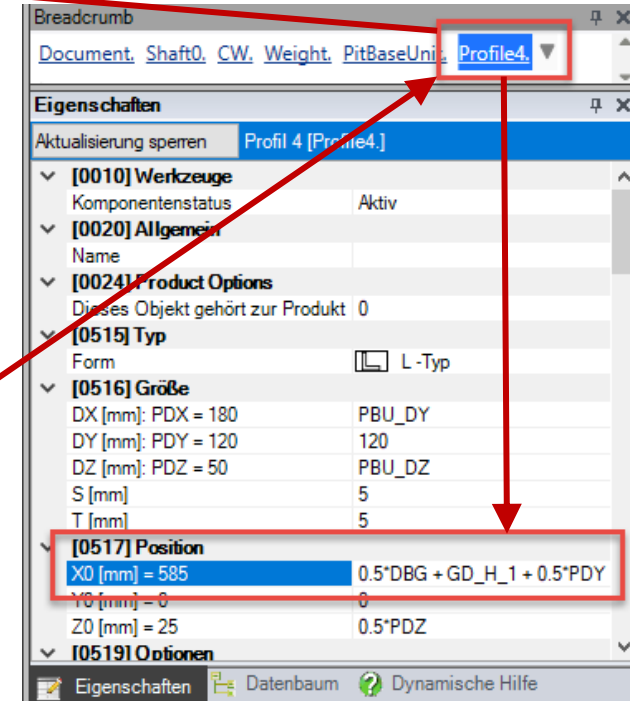 Breadcrumb
Document. Shaft0. CW. Weight. PitBaseUnit. Profile4.
Eigenschaften
Aktualisierung sperren Profil 4 [Profile4.]
[0010] Werkzeuge
Komponentenstatus Aktiv
[0020] Allgemein
Name
[0024] Product Options
Dieses Objekt gehört zur Produkt 0
[0515] Typ
Form L -Typ
[0516] Größe
DX [mm]: PDX = 180 PBU_DY
DY [mm]: PDY = 120 120
DZ [mm]: PDZ = 50 PBU_DZ
S [mm] 5
T [mm] 5
[0517] Position
X0 [mm] = 585 0.5*DBG + GD_H_1 + 0.5*PDY
Y0 [mm] = 0 0
Z0 [mm] = 25 0.5*PDZ
[0519] Optionen
Eigenschaften Datenbaum Dynamische Hilfe